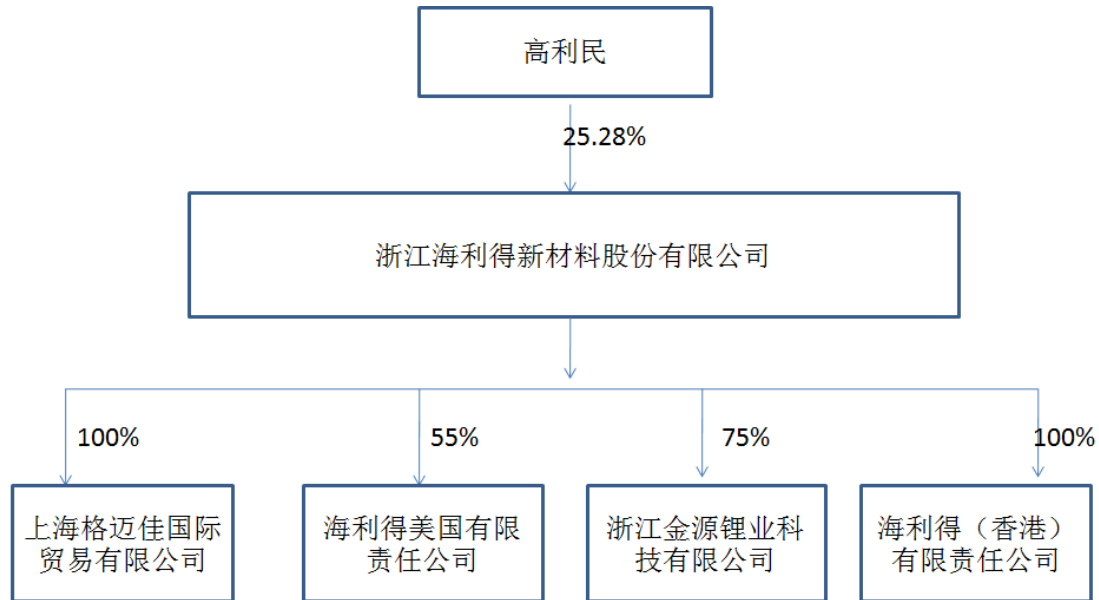 高利民
25.28%
浙江海利得新材料股份有限公司
100%
55%
75%
100%
上海格迈佳国际
贸易有限公司
海利得美国有限
责任公司
浙江金源锂业科
技有限公司
海利得（香港）
有限责任公司